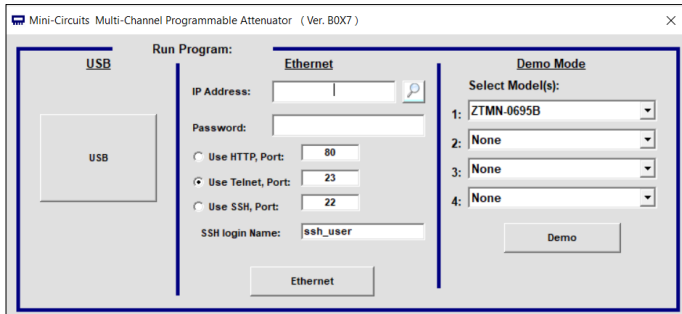 Mini-Circuits Multi-Channel Programmable Attenuator ( Ver. B0X7 )
Run Program:
USB
USB
Ethernet
IP Address:
Password:
Use HTTP, Port: 80
Use Telnet, Port: 23
Use SSH, Port: 22
SSH login Name: ssh_user
Ethernet
Demo Mode
Select Model(s):
1: ZTMN-0695B
2: None
3: None
4: None
Demo